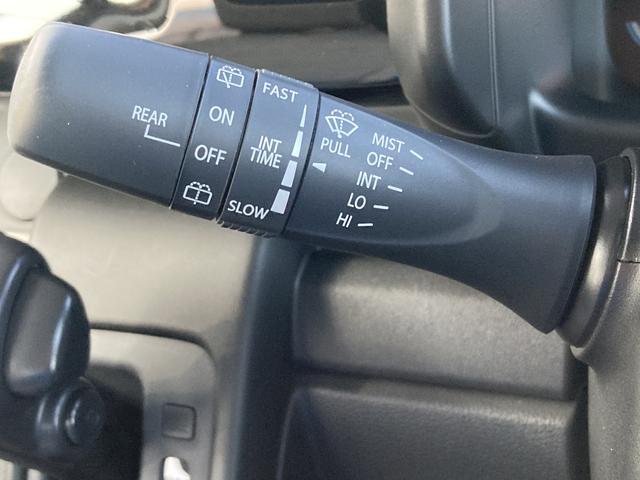 REAR
ON
OFF
FAST
INT
TIME
SLOW
PULL
MIST
OFF
INT
LO
HI